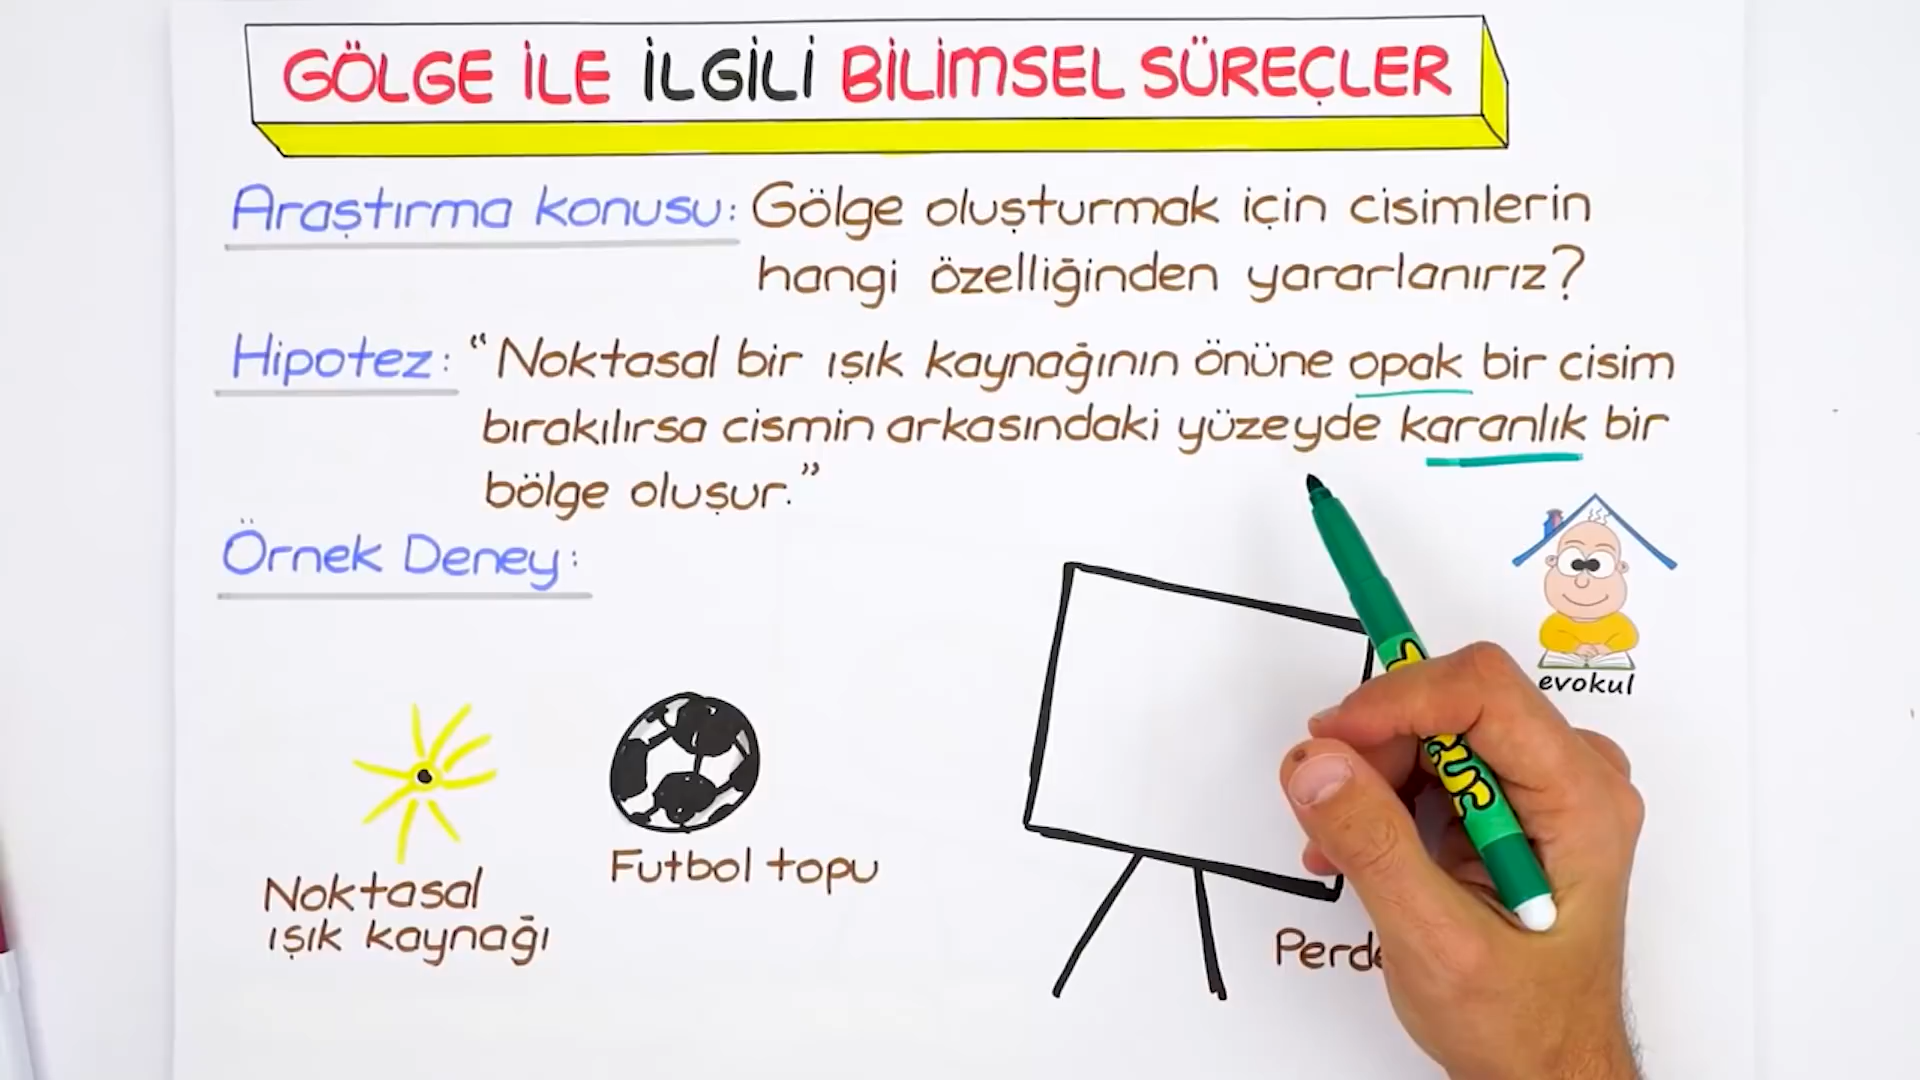 GÖLGE İLE İLGİLİ BİLİMSEL SÜREÇLER
Araştırma konusu: Gölge oluşturmak için cisimlerin
hangi özelliğinden yararlanırız?
Hipotez: "Noktasal bir ışık kaynağının önüne opak bir cisim
bırakılırsa cismin arkasındaki yüzeyde karanlık bir
bölge oluşur."
Örnek Deney:
evokul
Futbol topu
Noktasal
ışık kaynağı
Perde